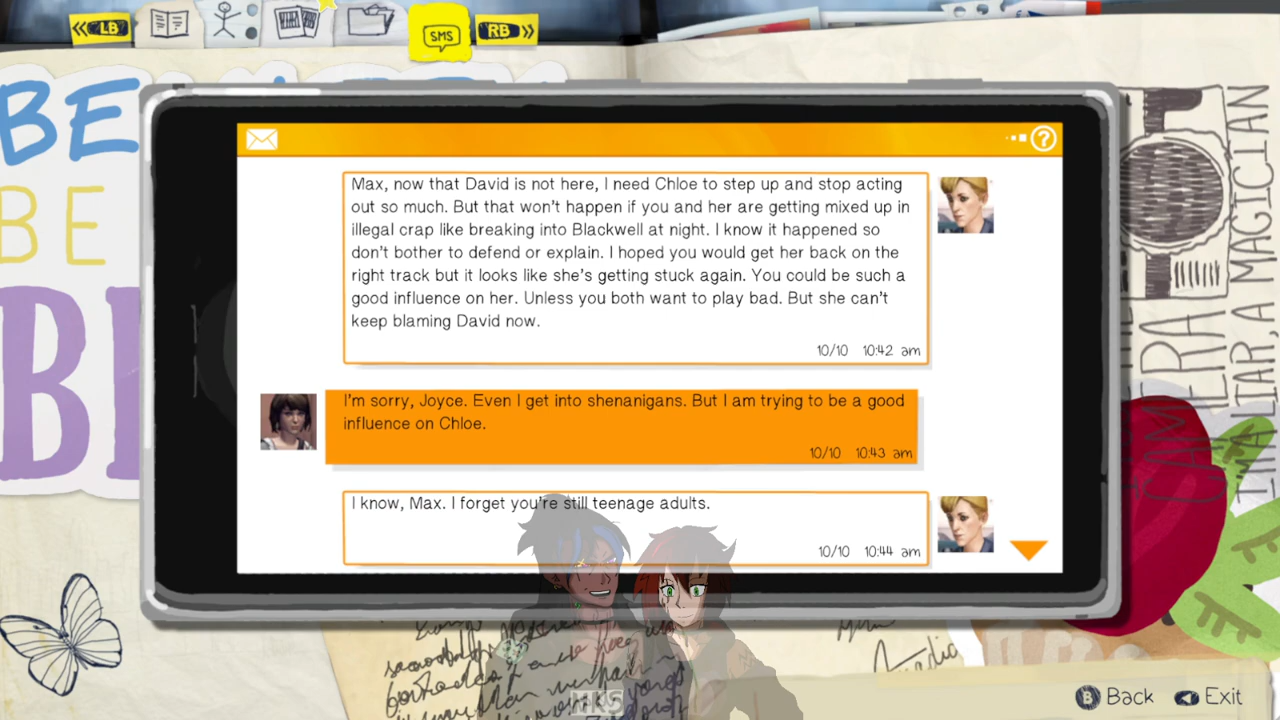 LB
SMS
RB
BE
BE
Max, now that David is not here, I need Chloe to step up and stop acting
out so much. But that won't happen if you and her are getting mixed up in
illegal crap like breaking into Blackwell at night. I know it happened so
don't bother to defend or explain. I hoped you would get her back on the
right track but it looks like she's getting stuck again. You could be such a
good influence on her. Unless you both want to play bad. But she can't
keep blaming David now.
10/10 10:42 am
I'm sorry, Joyce. Even I get into shenanigans. But I am trying to be a good
influence on Chloe.
10/10 10:43 am
I know, Max. I forget you're still teenage adults.
10/10 10:44 am
CAMERA
LIAR, A MAGICIAN
HKS
B Back
Exit